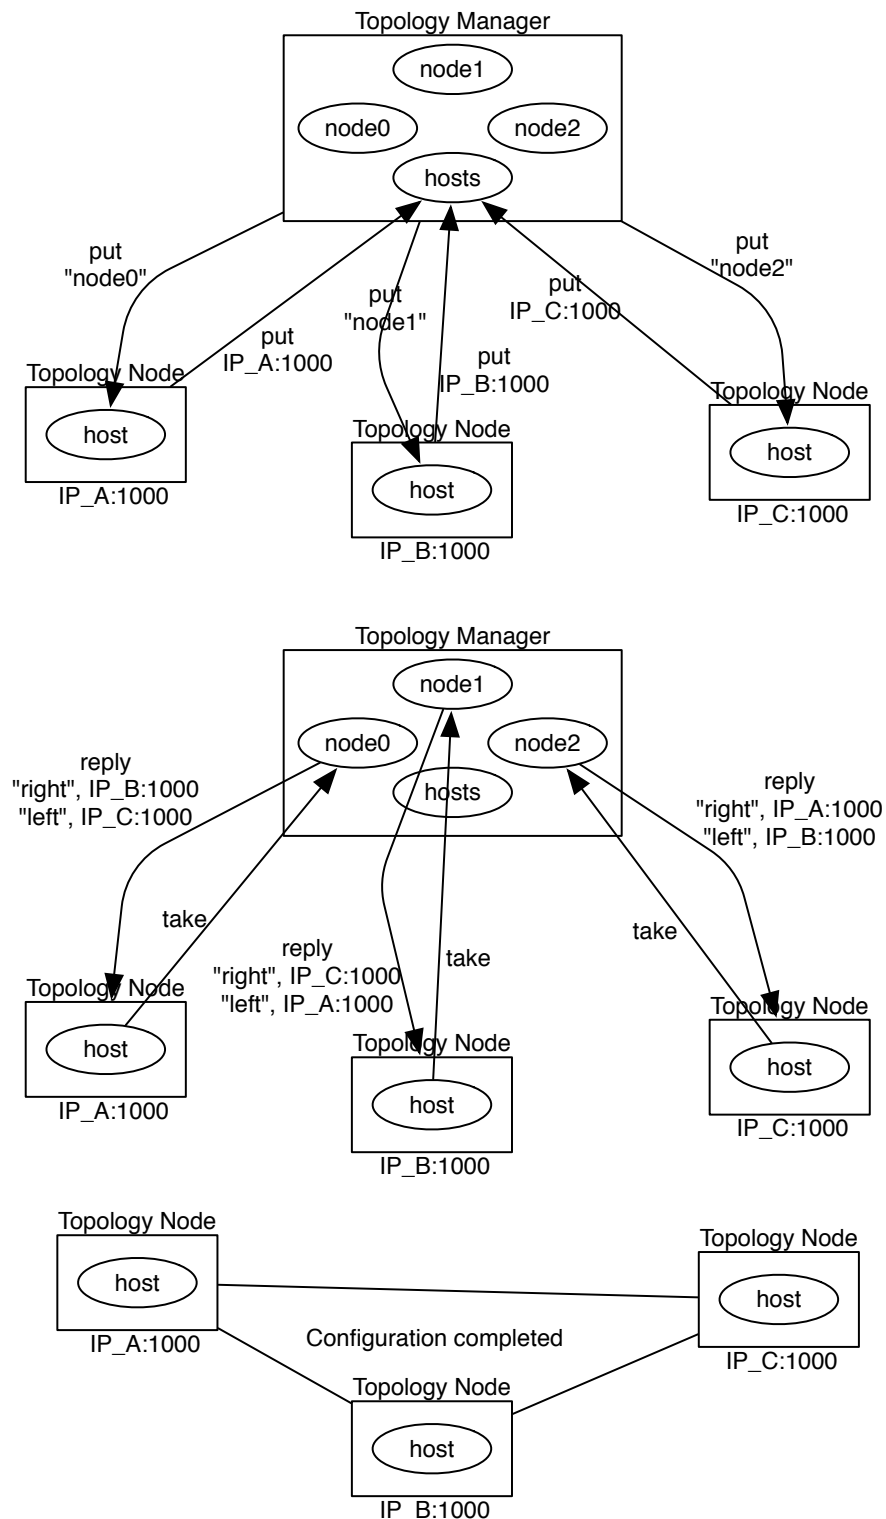 Topology Manager
node1
node0
node2
hosts
put
"node0"
put
"node2"
put
"node1"
put
IP_C:1000
put
IP_A:1000
put
IP_B:1000
Topology Node
host
IP_A:1000
Topology Node
host
IP_B:1000
Topology Node
host
IP_C:1000
Topology Manager
node1
node0
node2
hosts
reply
"right", IP_B:1000
"left", IP_C:1000
reply
"right", IP_A:1000
"left", IP_B:1000
take
reply
"right", IP_C:1000
"left", IP_A:1000
take
take
Topology Node
host
IP_A:1000
Topology Node
host
IP_B:1000
Topology Node
host
IP_C:1000
Topology Node
host
IP_A:1000
Topology Node
host
IP_C:1000
Configuration completed
Topology Node
host
IP_B:1000